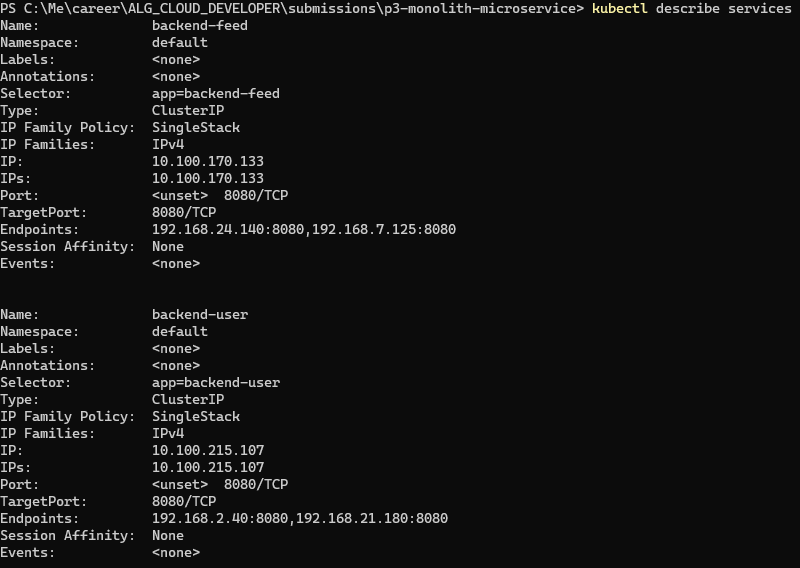 PS C:\Me\career\ALG_CLOUD_DEVELOPER\submissions\p3-monolith-microservice> kubectl describe services
Name:              backend-feed
Namespace:         default
Labels:            <none>
Annotations:       <none>
Selector:          app=backend-feed
Type:              ClusterIP
IP Family Policy:  SingleStack
IP Families:       IPv4
IP:                10.100.170.133
IPs:               10.100.170.133
Port:              <unset>  8080/TCP
TargetPort:        8080/TCP
Endpoints:         192.168.24.140:8080,192.168.7.125:8080
Session Affinity:  None
Events:            <none>
Name:              backend-user
Namespace:         default
Labels:            <none>
Annotations:       <none>
Selector:          app=backend-user
Type:              ClusterIP
IP Family Policy:  SingleStack
IP Families:       IPv4
IP:                10.100.215.107
IPs:               10.100.215.107
Port:              <unset>  8080/TCP
TargetPort:        8080/TCP
Endpoints:         192.168.2.40:8080,192.168.21.180:8080
Session Affinity:  None
Events:            <none>